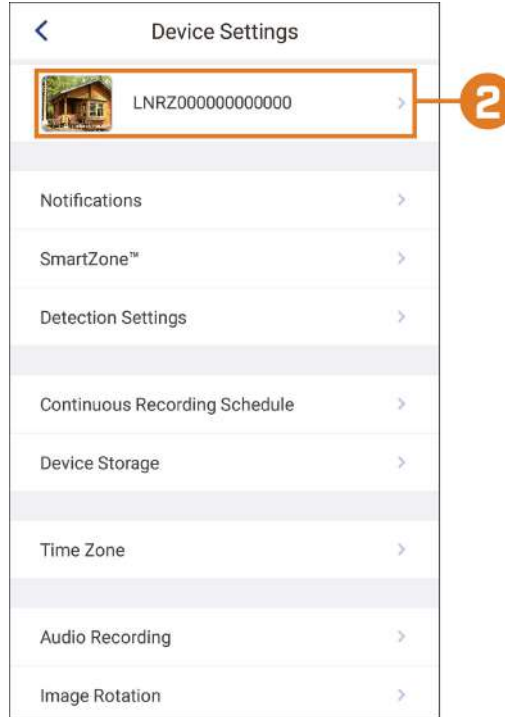 Device Settings
LNRZ000000000000
2
Notifications
SmartZone™
Detection Settings
Continuous Recording Schedule
Device Storage
Time Zone
Audio Recording
Image Rotation